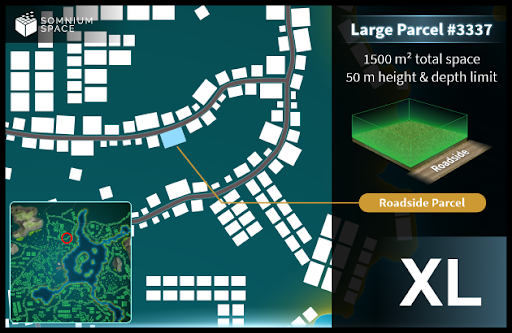 SOMNIUM
SPACE
Large Parcel #3337
1500 m² total space
50 m height & depth limit
Roadside
Roadside Parcel
XL